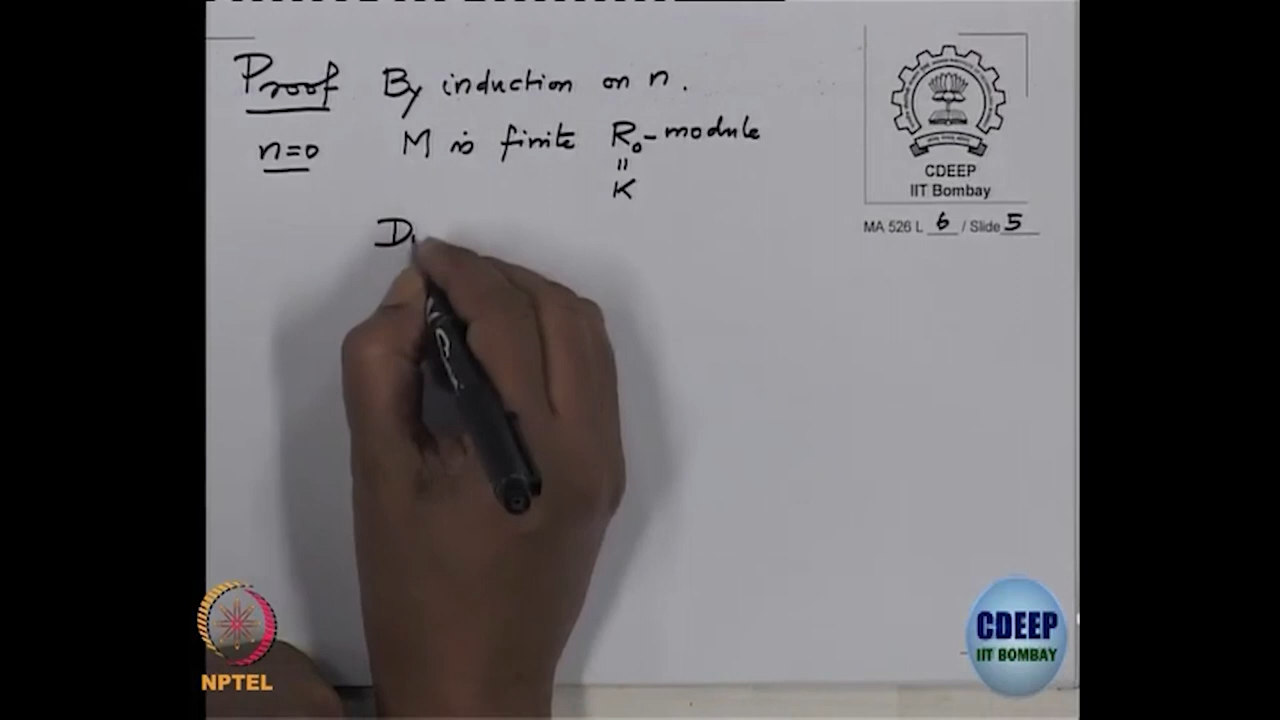 Proof By induction on n.
n=0 M is finite R₀-module
"
K
Di
CDEEP
IIT Bombay
MA 526 L 6 / Slide 5
NPTEL
CDEEP
IIT BOMBAY